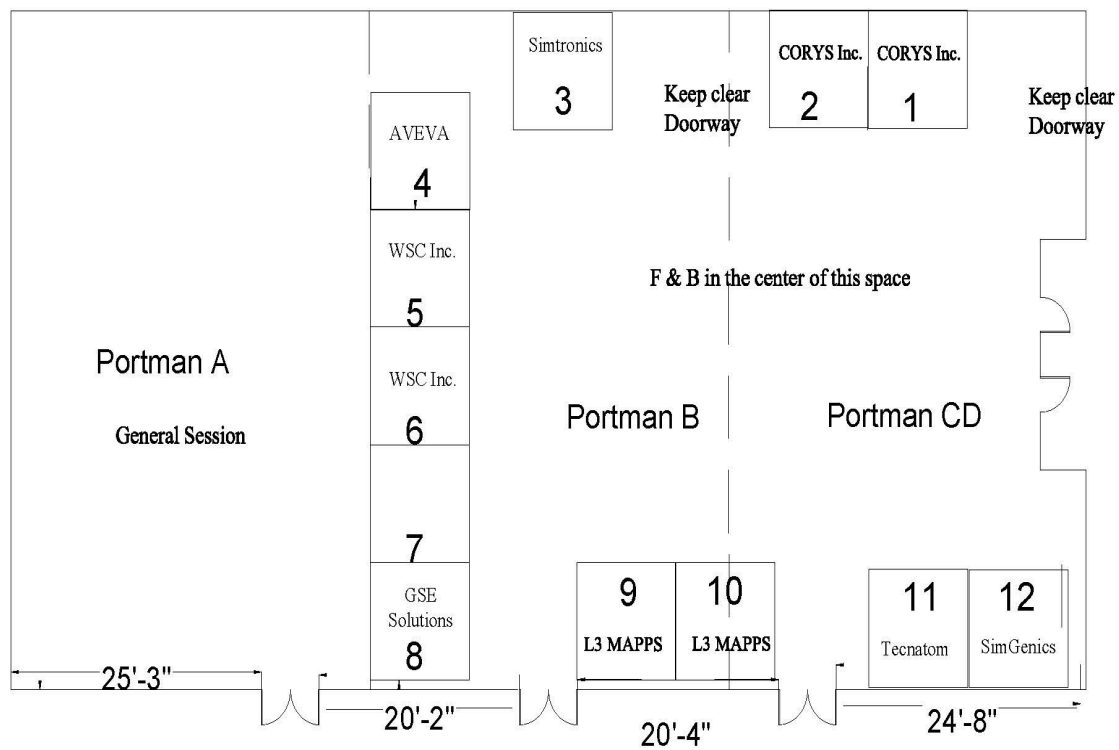 Simtronics
3
Keep clear
Doorway
CORYS Inc.
2
CORYS Inc.
1
Keep clear
Doorway
AVEVA
4
WSC Inc.
5
F & B in the center of this space
WSC Inc.
6
Portman A
General Session
Portman B
Portman CD
7
GSE
Solutions
8
9
L3 MAPPS
10
L3 MAPPS
11
Tecnatom
12
SimGenics
25'-3"
20'-2"
20'-4"
24'-8"